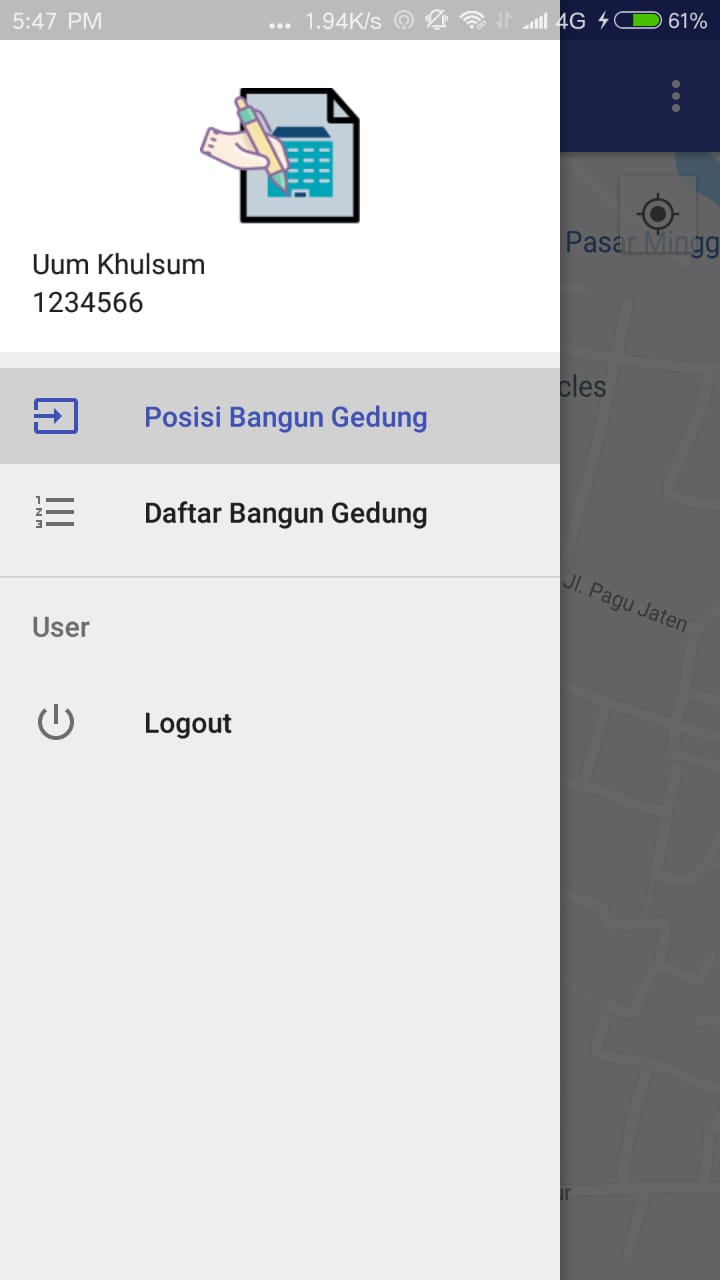 5:47 PM ... 1.94K/s 4G 61%
Uum Khulsum
1234566
Posisi Bangun Gedung
Daftar Bangun Gedung
User
Logout
Pasar Mingg
cles
Jl. Pagu Jaten